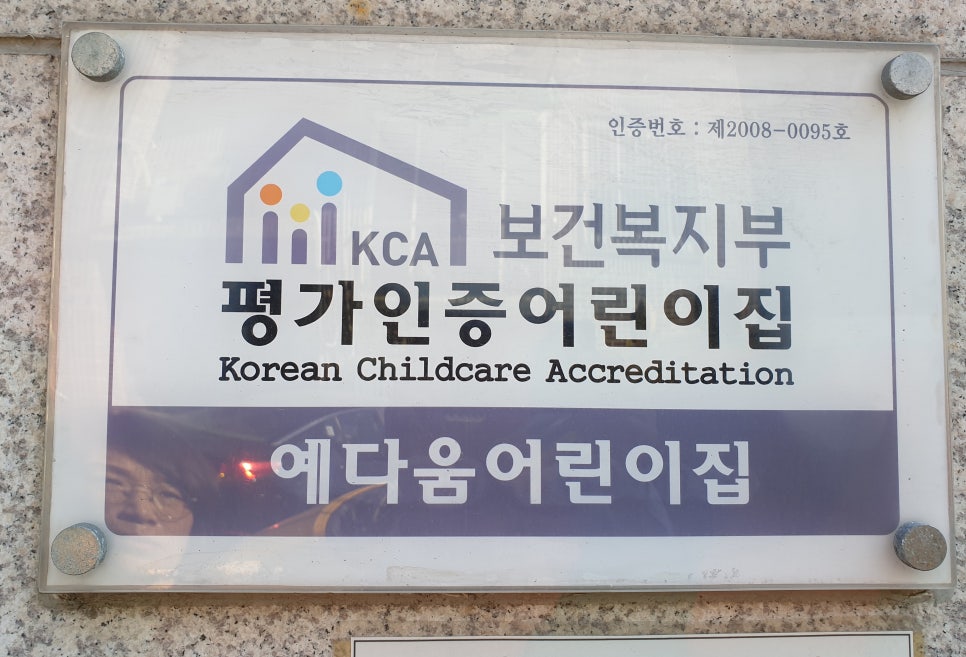 인증번호 : 제2008-0095호
KCA 보건복지부
평가인증어린이집
Korean Childcare Accreditation
예다움어린이집